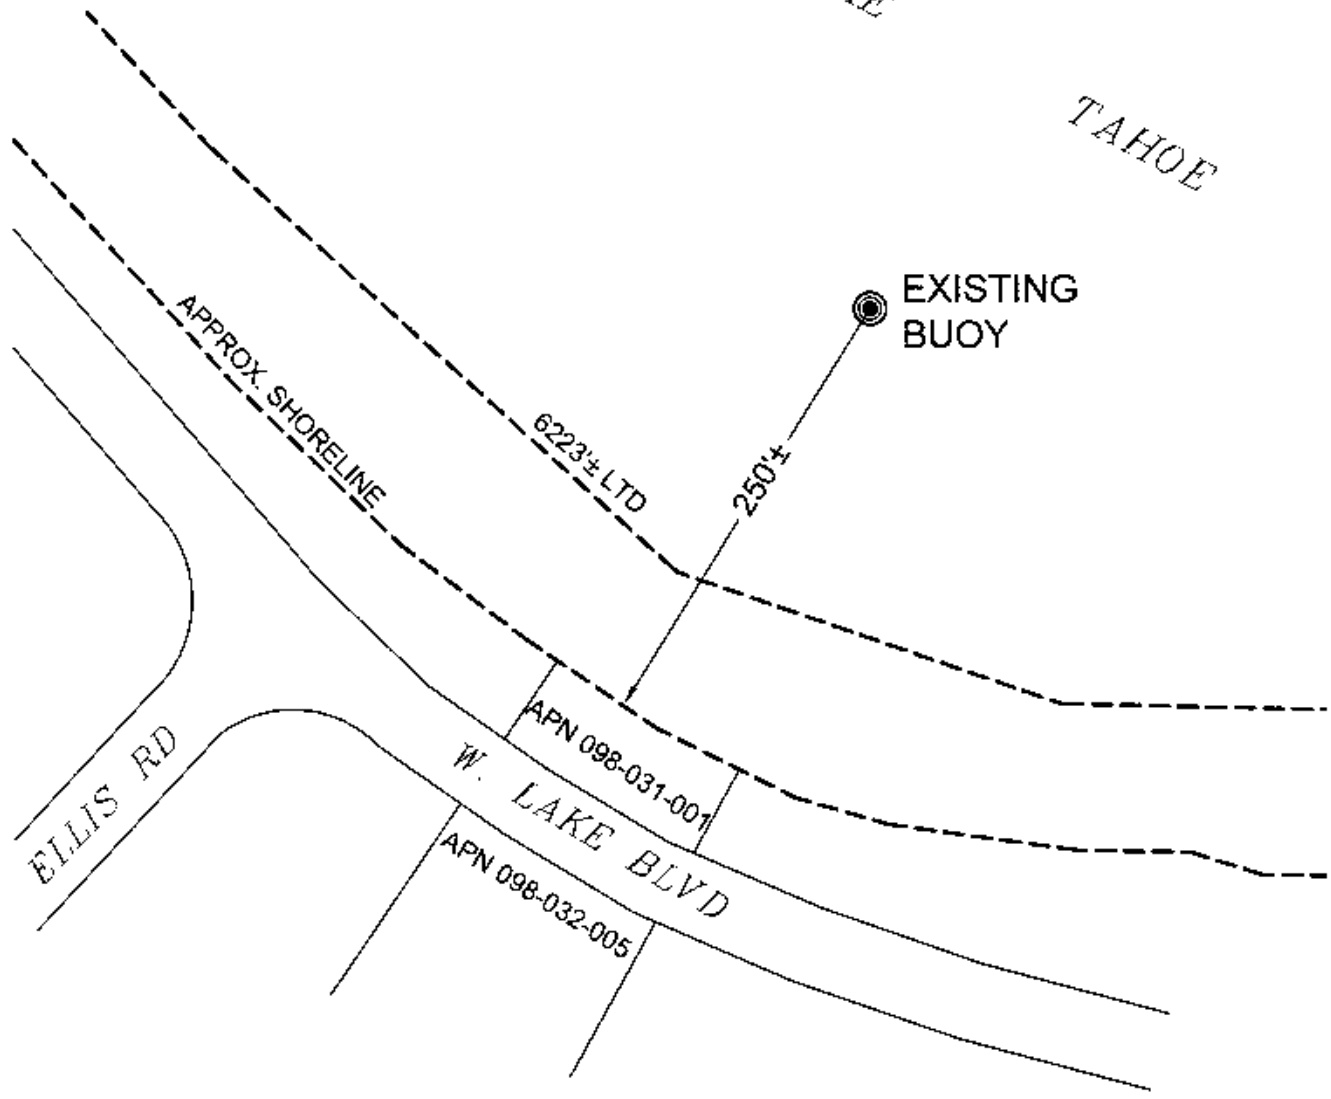 TAHOE
EXISTING
BUOY
APPROX. SHORELINE
6223'± LTD
250'±
APN 098-031-001
W. LAKE BLVD
ELLIS RD
APN 098-032-005